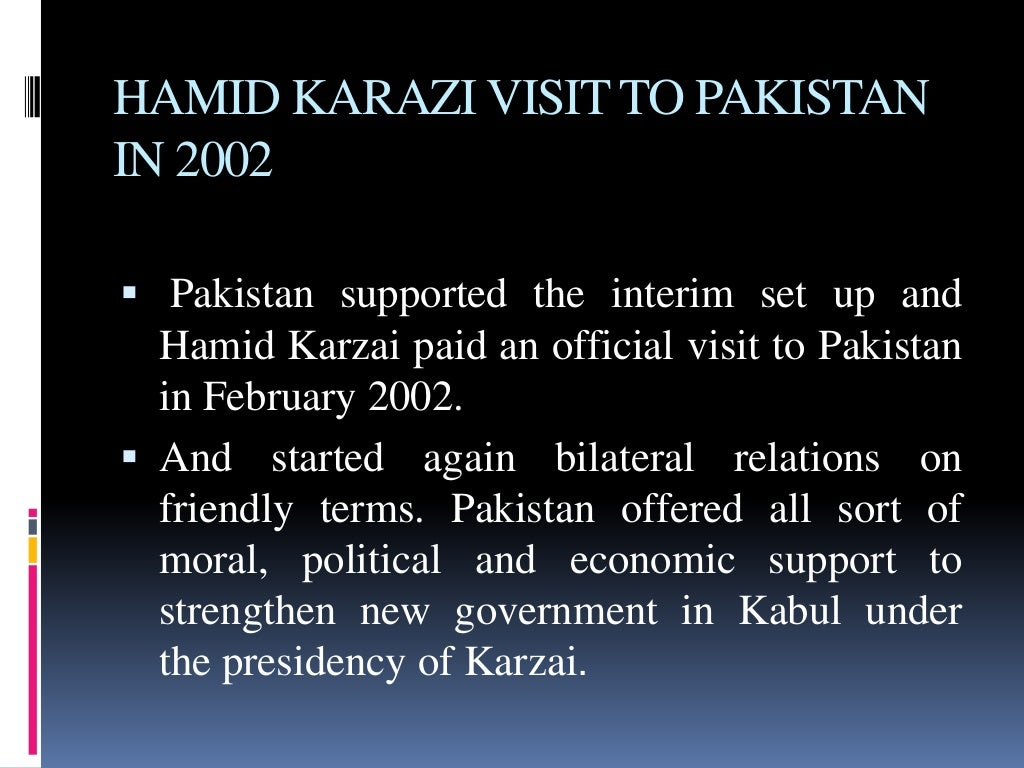 HAMID KARAZI VISIT TO PAKISTAN
IN 2002
▪ Pakistan supported the interim set up and
Hamid Karzai paid an official visit to Pakistan
in February 2002.
▪ And started again bilateral relations on
friendly terms. Pakistan offered all sort of
moral, political and economic support to
strengthen new government in Kabul under
the presidency of Karzai.